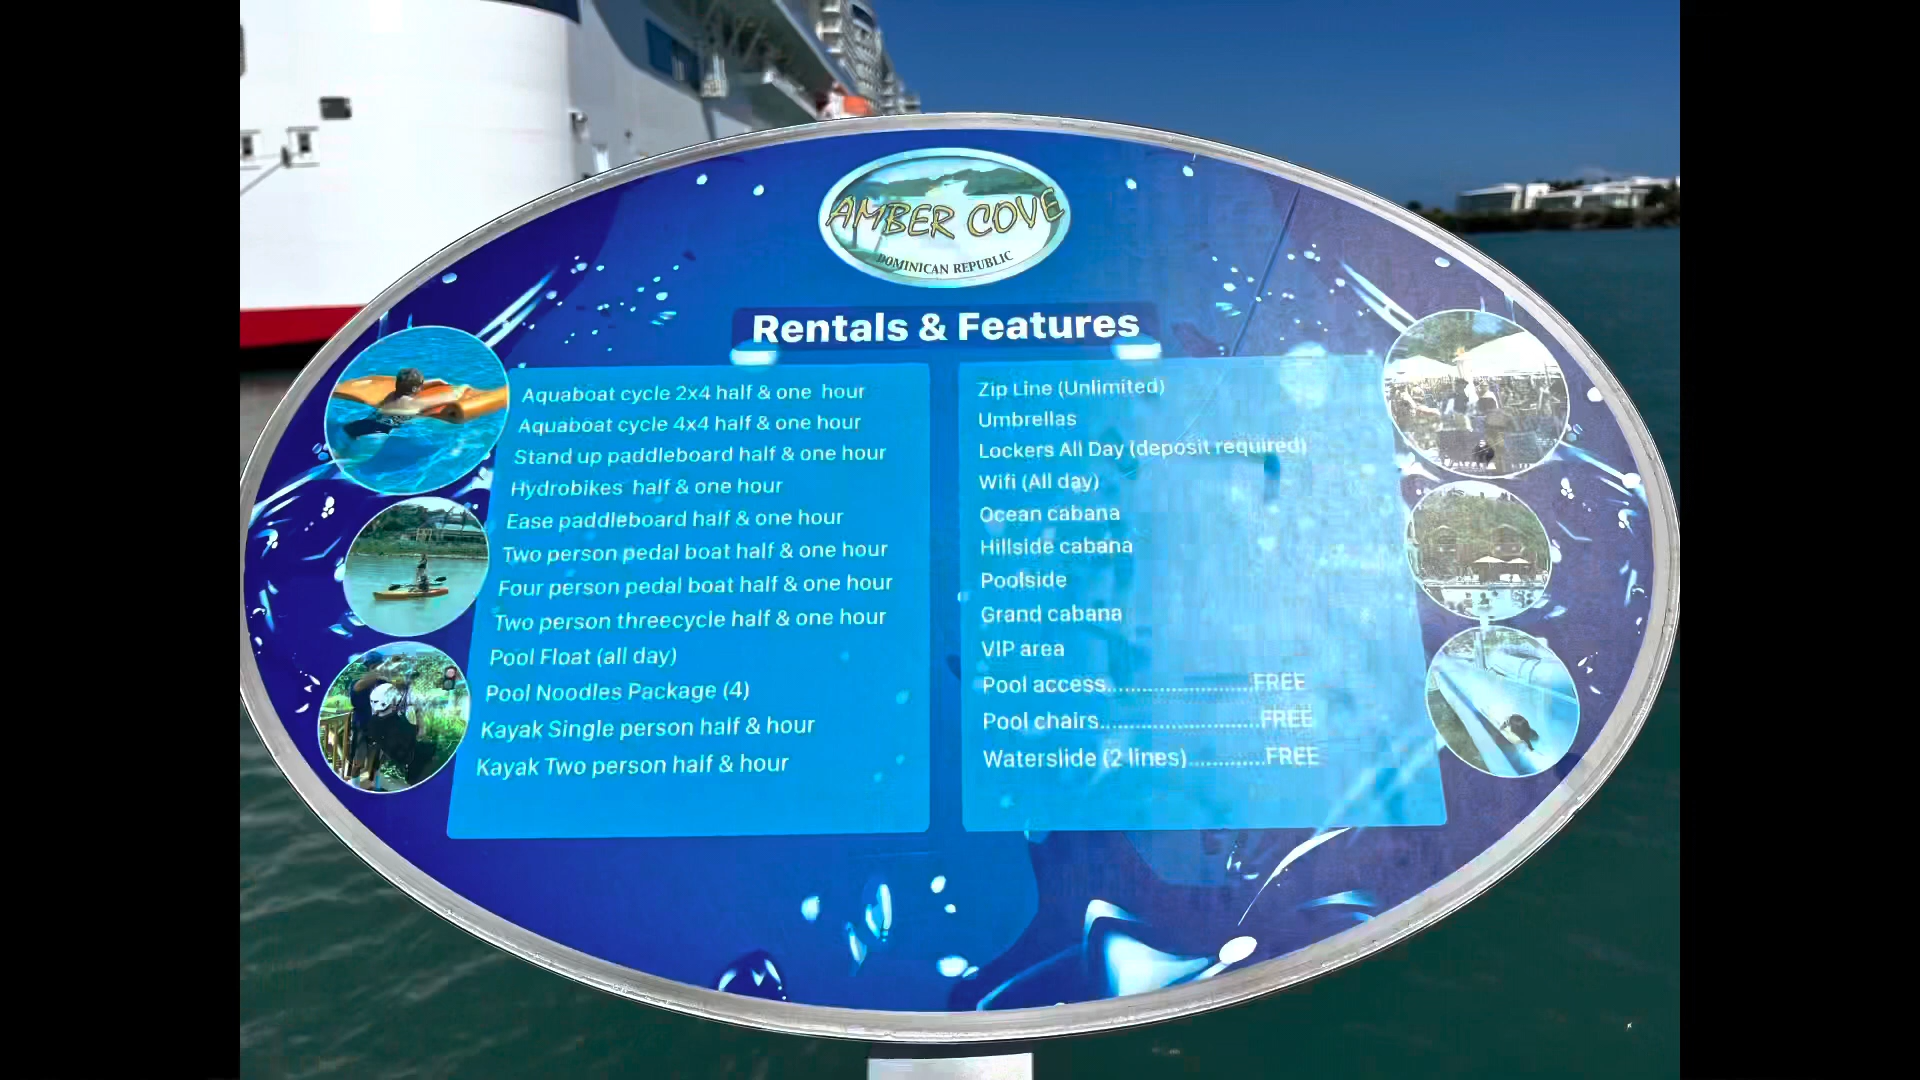 AMBER COVE
DOMINICAN REPUBLIC
Rentals & Features
Aquaboat cycle 2x4 half & one hour
Aquaboat cycle 4x4 half & one hour
Stand up paddleboard half & one hour
Hydrobikes half & one hour
Ease paddleboard half & one hour
Two person pedal boat half & one hour
Four person pedal boat half & one hour
Two person threecycle half & one hour
Pool Float (all day)
Pool Noodles Package (4)
Kayak Single person half & hour
Kayak Two person half & hour
Zip Line (Unlimited)
Umbrellas
Lockers All Day (deposit required)
Wifi (All day)
Ocean cabana
Hillside cabana
Poolside
Grand cabana
VIP area
Pool access......................FREE
Pool chairs........................FREE
Waterslide (2 lines)............FREE